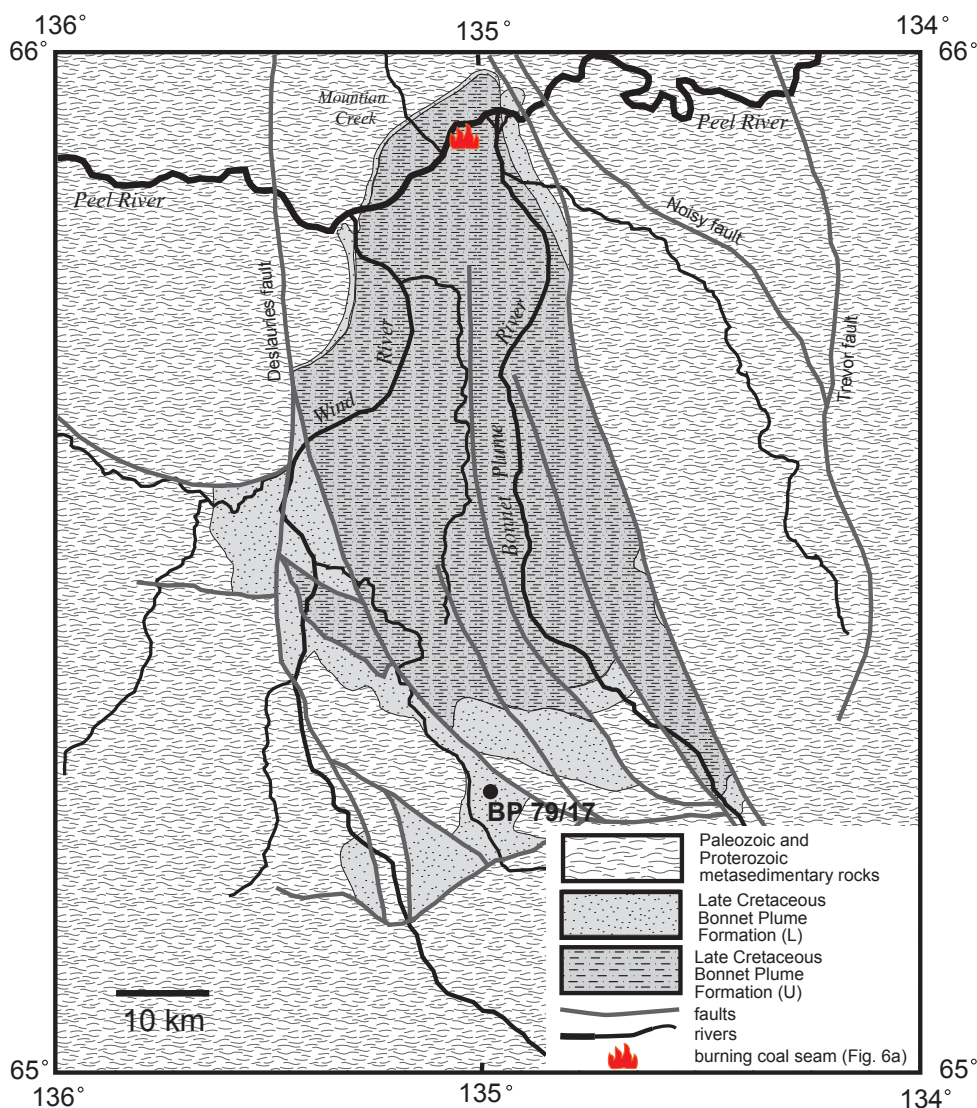 136°
135°
134°
66°
66°
Mountian
Creek
Peel River
Peel River
Noisy fault
Deslauries fault
River
River
Trevor fault
Wind
Plume
Bonnet
BP 79/17
Paleozoic and
Proterozoic
metasedimentary rocks
Late Cretaceous
Bonnet Plume
Formation (L)
Late Cretaceous
Bonnet Plume
Formation (U)
faults
rivers
burning coal seam (Fig. 6a)
10 km
65°
65°
136°
135°
134°